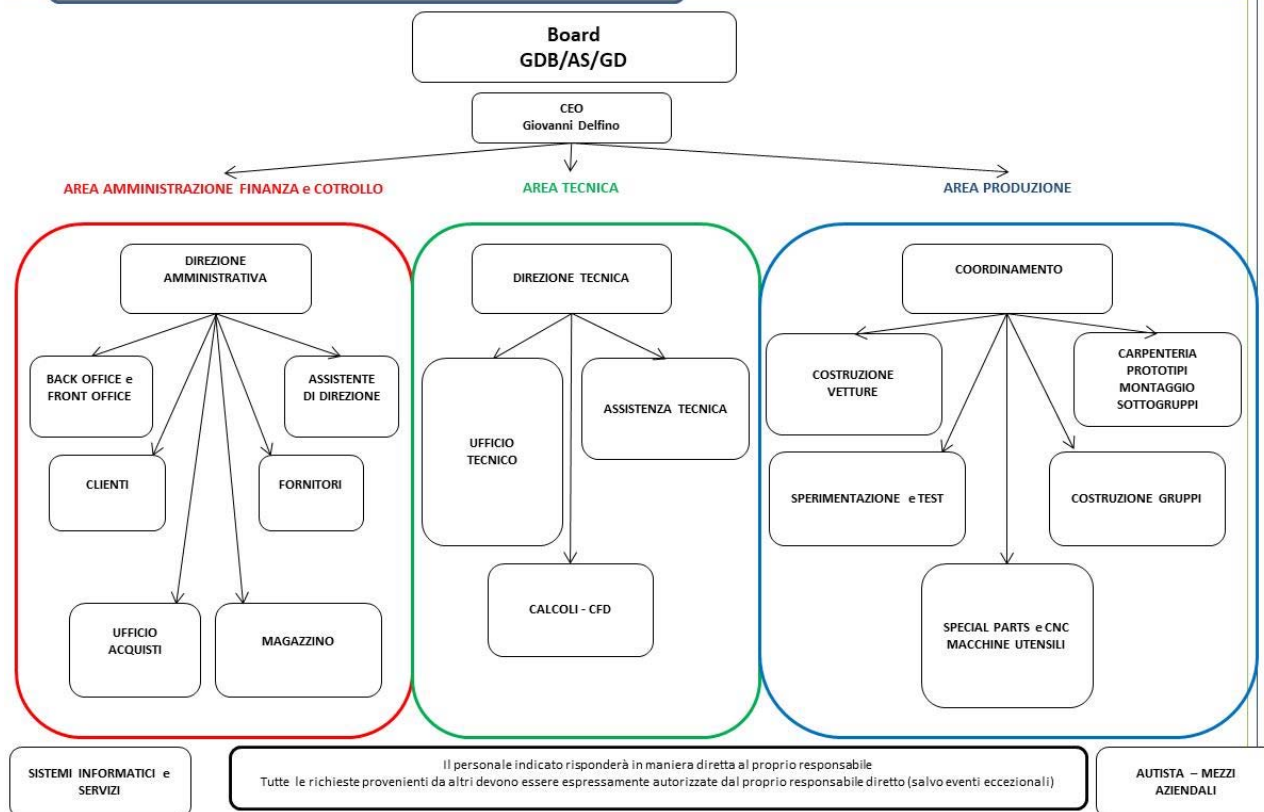 Board
GDB/AS/GD
CEO
Giovanni Delfino
AREA AMMINISTRAZIONE FINANZA e COTROLLO
AREA TECNICA
AREA PRODUZIONE
DIREZIONE
AMMINISTRATIVA
DIREZIONE TECNICA
COORDINAMENTO
BACK OFFICE e
FRONT OFFICE
ASSISTENTE
DI DIREZIONE
CLIENTI
FORNITORI
UFFICIO
ACQUISTI
MAGAZZINO
UFFICIO
TECNICO
ASSISTENZA TECNICA
CALCOLI - CFD
COSTRUZIONE
VETTURE
CARPENTERIA
PROTOTIPI
MONTAGGIO
SOTTOGRUPPI
SPERIMENTAZIONE e TEST
COSTRUZIONE GRUPPI
SPECIAL PARTS e CNC
MACCHINE UTENSILI
SISTEMI INFORMATICI e
SERVIZI
Il personale indicato risponderà in maniera diretta al proprio responsabile
Tutte le richieste provenienti da altri devono essere espressamente autorizzate dal proprio responsabile diretto (salvo eventi eccezionali)
AUTISTA – MEZZI
AZIENDALI